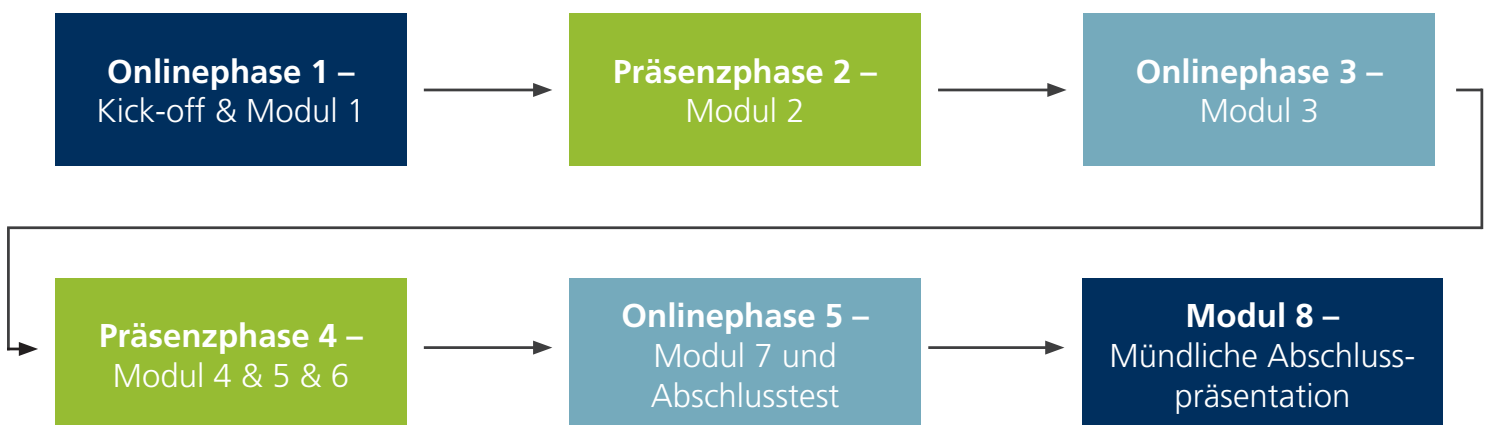 Onlinephase 1 –
Kick-off & Modul 1
Präsenzphase 2 –
Modul 2
Onlinephase 3 –
Modul 3
Präsenzphase 4 –
Modul 4 & 5 & 6
Onlinephase 5 –
Modul 7 und
Abschlusstest
Modul 8 –
Mündliche Abschluss-
präsentation